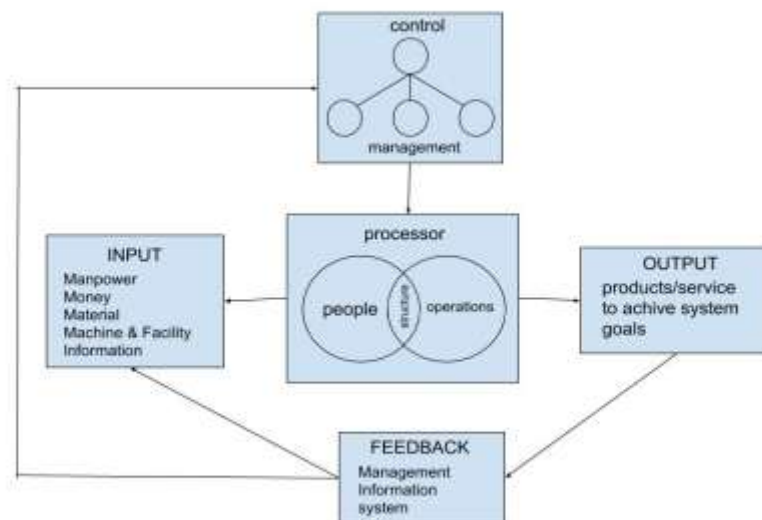 control
management
processor
people
operations
INPUT
Manpower
Money
Material
Machine & Facility
Information
OUTPUT
products/service
to achive system
goals
FEEDBACK
Management
Information
system